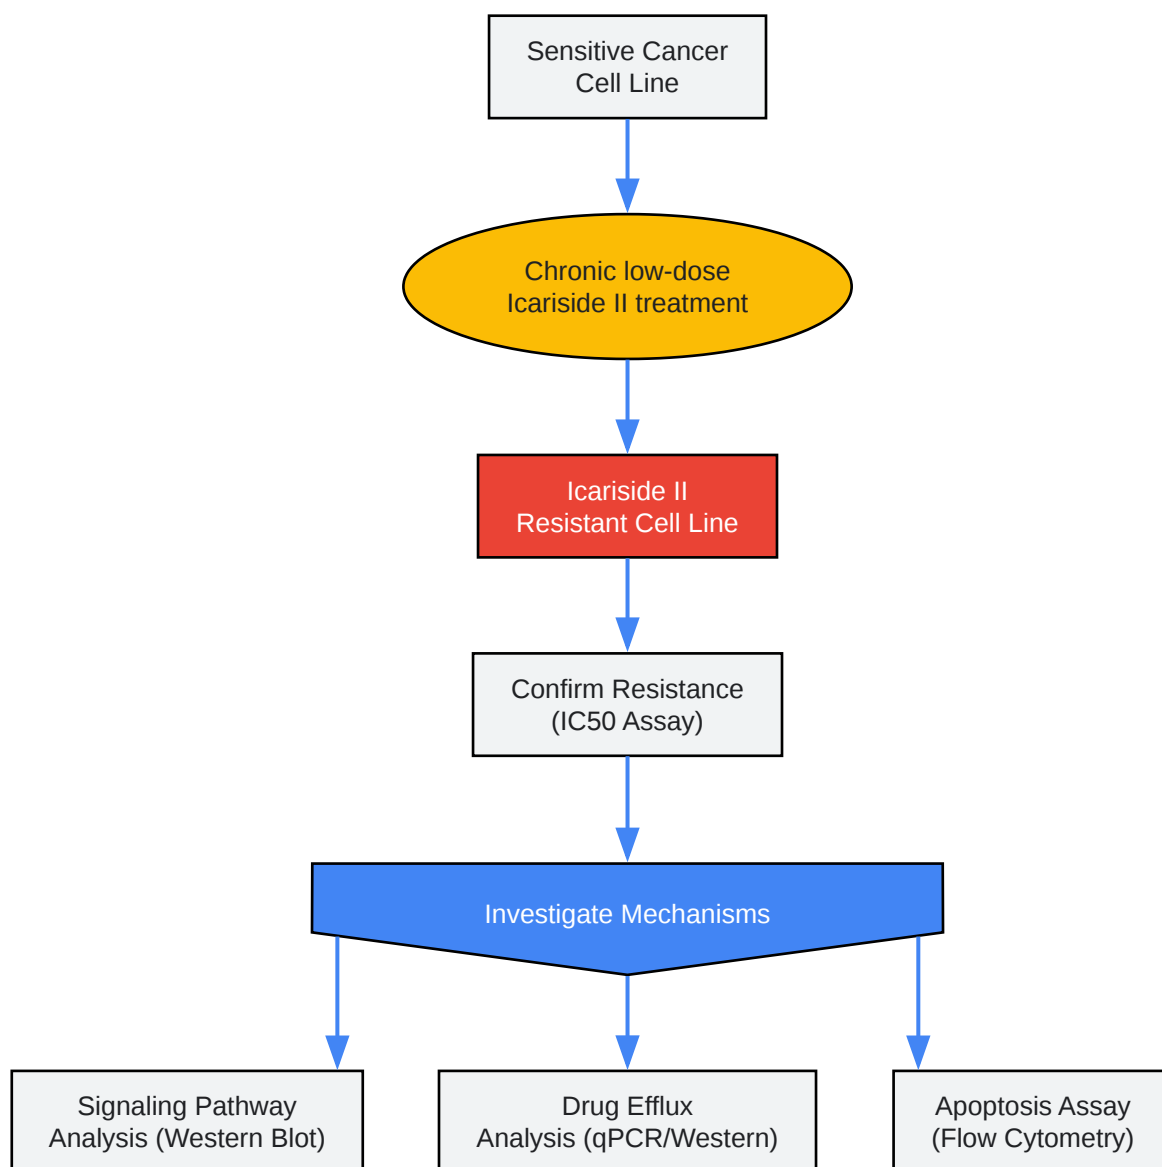 Sensitive Cancer
Cell Line
Chronic low-dose
Icariside II treatment
Icariside II
Resistant Cell Line
Confirm Resistance
(IC50 Assay)
Investigate Mechanisms
Signaling Pathway
Analysis (Western Blot)
Drug Efflux
Analysis (qPCR/Western)
Apoptosis Assay
(Flow Cytometry)